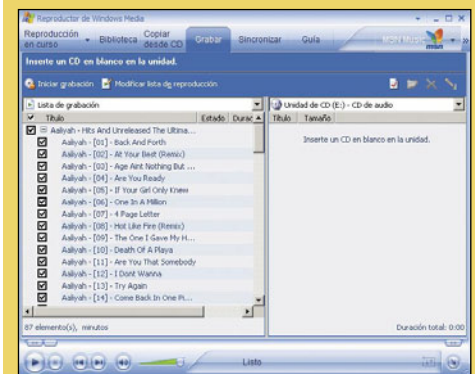 Reproductor de Windows Media
Reproducción en curso
Biblioteca
Copiar desde CD
Grabar
Sincronizar
Guía
MSN Music
msn
Inserte un CD en blanco en la unidad.
Iniciar grabación
Modificar lista de reproducción
Lista de grabación
Unidad de CD (E:) - CD de audio
Título Estado Durac
Título Tamaño
Aaliyah - Hits And Unreleased The Ultima...
Aaliyah - [01] - Back And Forth
Aaliyah - [02] - At Your Best (Remix)
Aaliyah - [03] - Age Aint Nothing But ...
Aaliyah - [04] - Are You Ready
Aaliyah - [05] - If Your Girl Only Knew
Aaliyah - [06] - One In A Million
Aaliyah - [07] - 4 Page Letter
Aaliyah - [08] - Hot Like Fire (Remix)
Aaliyah - [09] - The One I Gave My H...
Aaliyah - [10] - Death Of A Playa
Aaliyah - [11] - Are You That Somebody
Aaliyah - [12] - I Dont Wanna
Aaliyah - [13] - Try Again
Aaliyah - [14] - Come Back In One Pi...
Inserte un CD en blanco en la unidad.
87 elemento(s), minutos
Duración total: 0:00
Listo